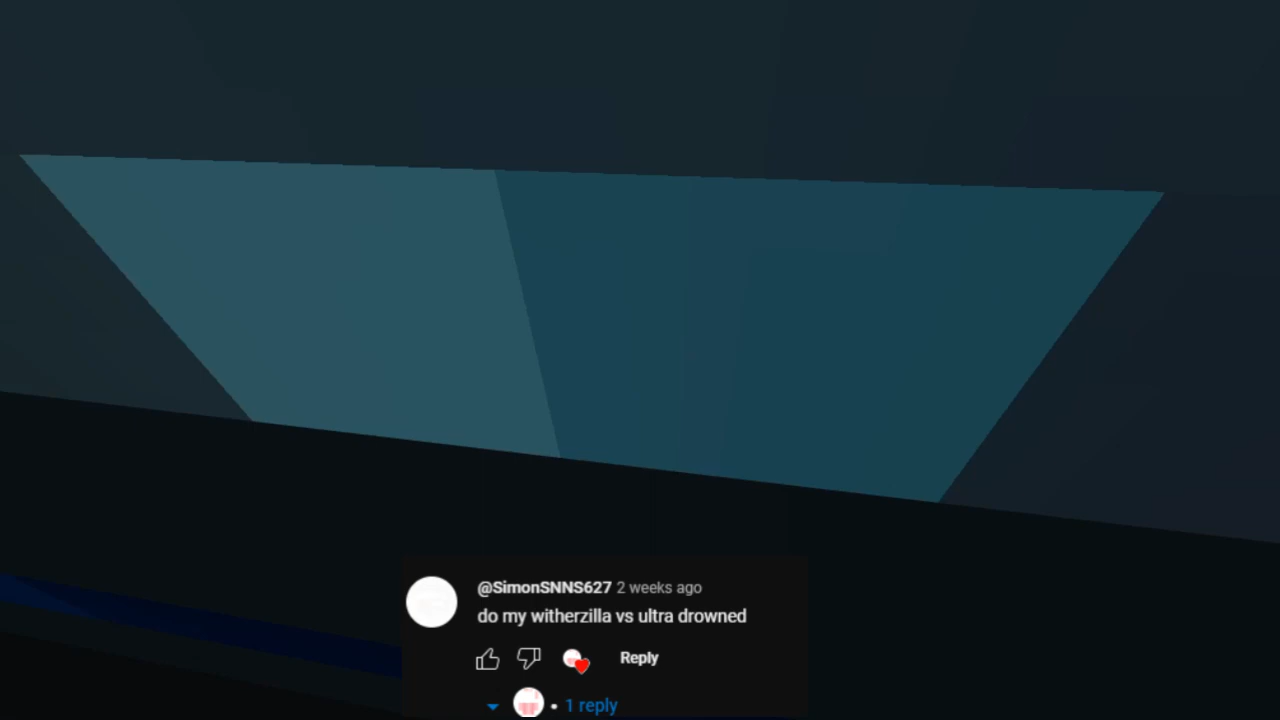 @SimonSNNS627 2 weeks ago
do my witherzilla vs ultra drowned
Reply
• 1 reply